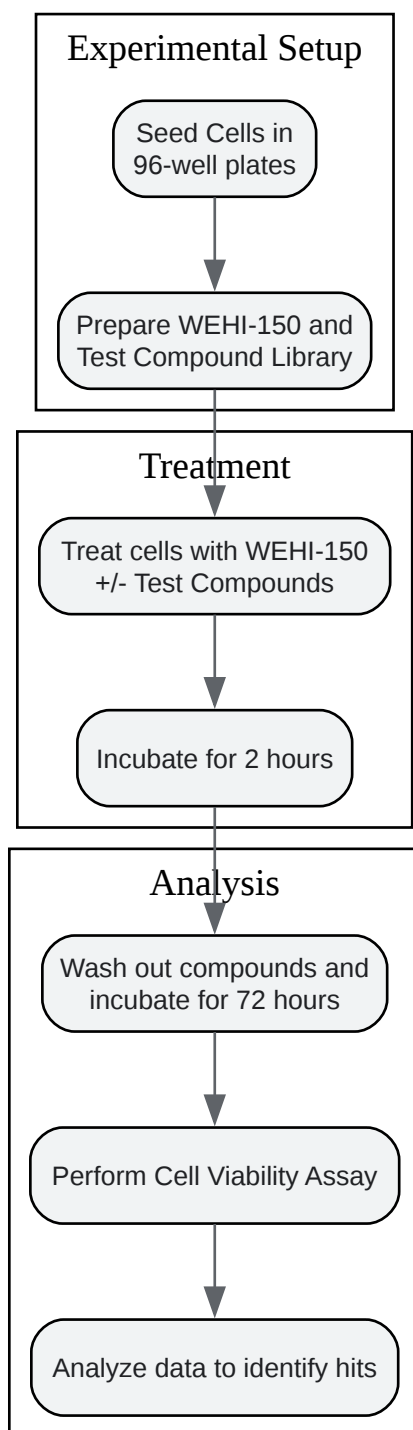 Experimental Setup
Seed Cells in
96-well plates
Prepare WEHI-150 and
Test Compound Library
Treatment
Treat cells with WEHI-150
+/- Test Compounds
Incubate for 2 hours
Analysis
Wash out compounds and
incubate for 72 hours
Perform Cell Viability Assay
Analyze data to identify hits